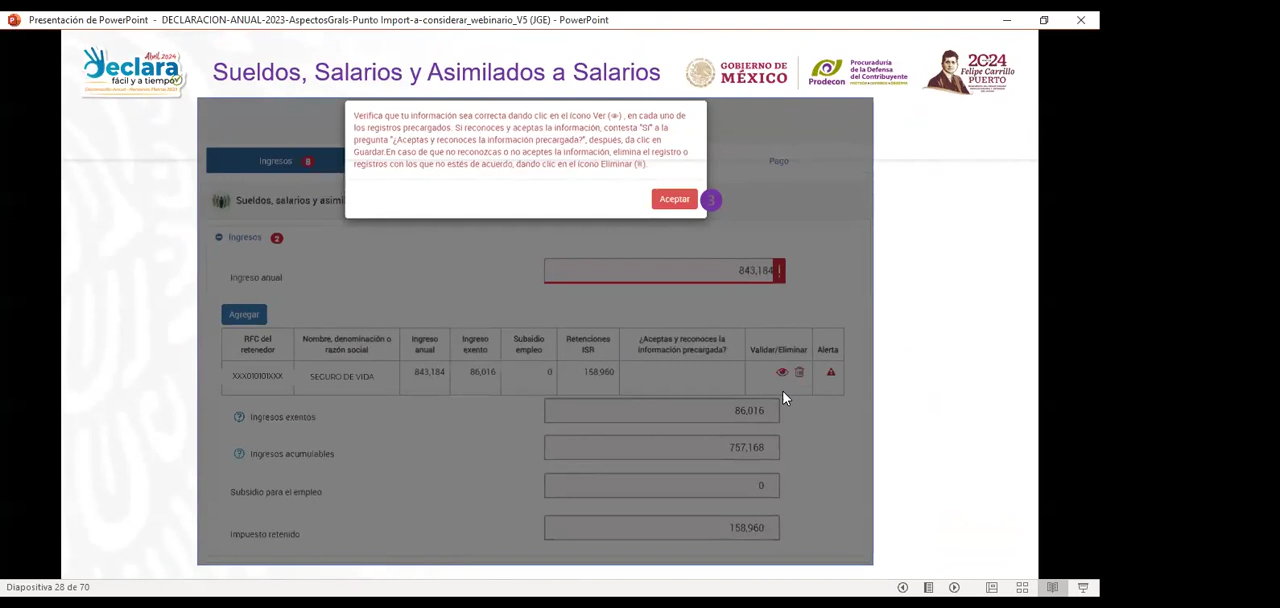 Presentación de PowerPoint - DECLARACION-ANUAL-2023-AspectosGrals-Punto Import-a-considerar_webinario_V5 (JGE) - PowerPoint
Abril 2024
Declara
fácil y a tiempo
Sueldos, Salarios y Asimilados a Salarios
GOBIERNO DE
MÉXICO
Prodecon
Procuraduría
de la Defensa
del Contribuyente
2024
Felipe Carrillo
PUERTO
Verifica que tu información sea correcta dando clic en el ícono Ver ( ) , en cada uno de
los registros precargados. Si reconoces y aceptas la información, contesta "Sí" a la
pregunta "¿Aceptas y reconoces la información precargada?", después, da clic en
Guardar.En caso de que no reconozcas o no aceptes la información, elimina el registro o
registros con los que no estés de acuerdo, dando clic en el ícono Eliminar ( ).
Aceptar
3
Ingresos 8
Pago
Sueldos, salarios y asimi
Ingresos 2
Ingreso anual
843,184
!
Agregar
RFC del retenedor
Nombre, denominación o razón social
Ingreso anual
Ingreso exento
Subsidio empleo
Retenciones ISR
¿Aceptas y reconoces la información precargada?
Validar/Eliminar
Alerta
XXX010101XXX SEGURO DE VIDA 843,184 86,016 0 158,960
? Ingresos exentos 86,016
? Ingresos acumulables 757,168
Subsidio para el empleo 0
Impuesto retenido 158,960
Diapositiva 28 de 70